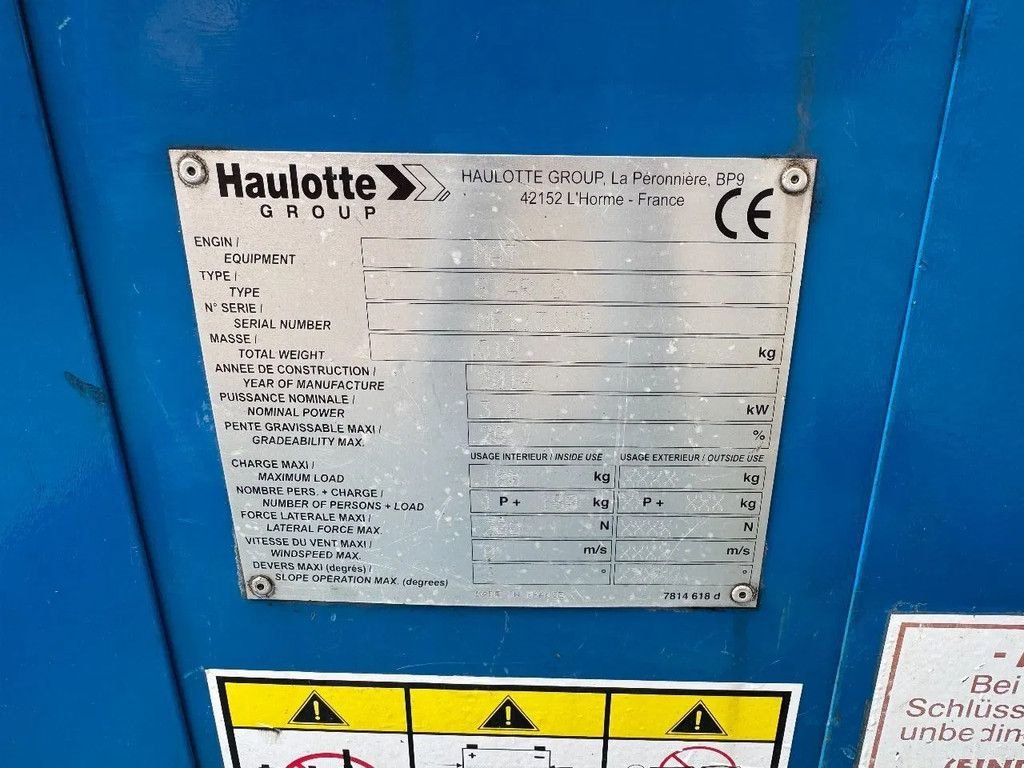 Haulotte
GROUP
HAULOTTE GROUP, La Péronnière, BP9
42152 L'Horme - France
CE
ENGIN /
EQUIPMENT
TYPE /
TYPE
N° SERIE /
SERIAL NUMBER
MASSE /
TOTAL WEIGHT
kg
ANNEE DE CONSTRUCTION /
YEAR OF MANUFACTURE
PUISSANCE NOMINALE /
NOMINAL POWER
kW
PENTE GRAVISSABLE MAXI /
GRADEABILITY MAX.
%
USAGE INTERIEUR / INSIDE USE USAGE EXTERIEUR / OUTSIDE USE
CHARGE MAXI /
MAXIMUM LOAD
kg kg
NOMBRE PERS. + CHARGE /
NUMBER OF PERSONS + LOAD
P + kg P + kg
FORCE LATERALE MAXI /
LATERAL FORCE MAX.
N N
VITESSE DU VENT MAXI /
WINDSPEED MAX.
m/s m/s
DEVERS MAXI (degrés) /
SLOPE OPERATION MAX. (degrees)
° °
MADE IN FRANCE
7814 618 d
Bei
Schlüss
unbeding